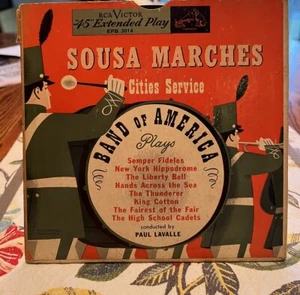 RCA VICTOR
"45" Extended Play
EPB 3014
SOUSA MARCHES
Cities Service
BAND OF AMERICA
Plays
Semper Fideles
New York Hippodrome
The Liberty Bell
Hands Across the Sea
The Thunderer
King Cotton
The Fairest of the Fair
The High School Cadets
conducted by
PAUL LAVALLE